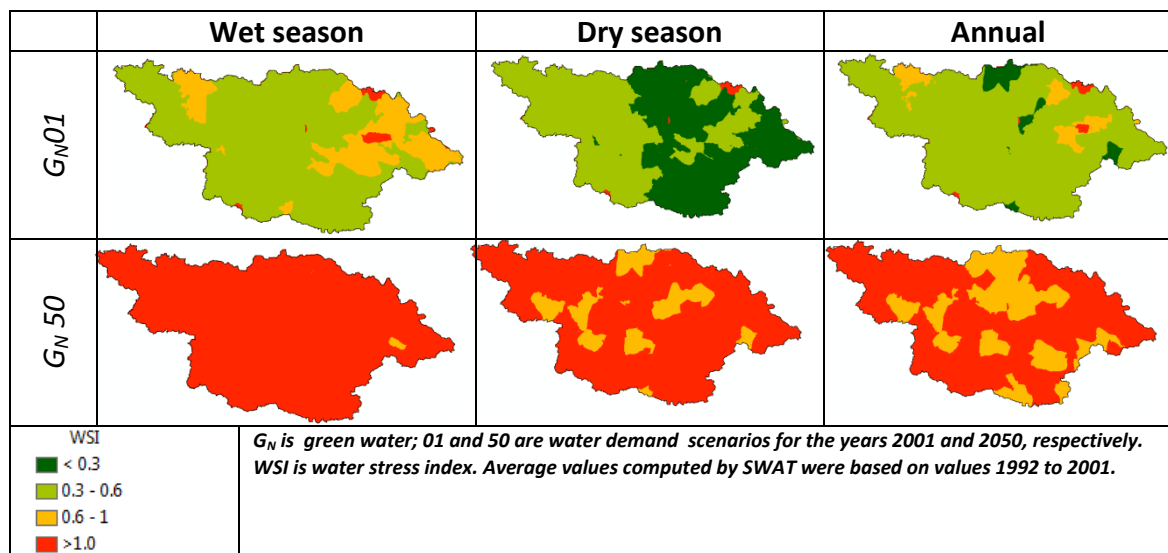 Wet season
Dry season
Annual
GN01
GN 50
WSI
< 0.3
0.3 - 0.6
0.6 - 1
>1.0
GN is green water; 01 and 50 are water demand scenarios for the years 2001 and 2050, respectively.
WSI is water stress index. Average values computed by SWAT were based on values 1992 to 2001.